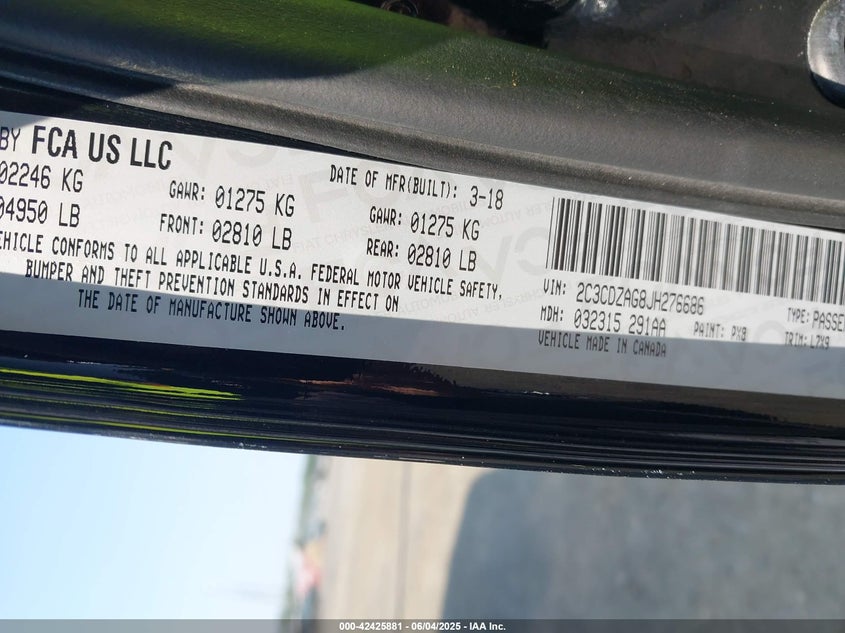 BY FCA US LLC
DATE OF MFR(BUILT): 3-18
02246 KG GAWR: 01275 KG GAWR: 01275 KG
04950 LB FRONT: 02810 LB REAR: 02810 LB
VEHICLE CONFORMS TO ALL APPLICABLE U.S.A. FEDERAL MOTOR VEHICLE SAFETY,
BUMPER AND THEFT PREVENTION STANDARDS IN EFFECT ON
THE DATE OF MANUFACTURE SHOWN ABOVE.
VIN: 2C3CDZAG8JH276686 TYPE: PASSE
MDH: 032315 291AA PAINT: PX8 TRIM: L7X9
VEHICLE MADE IN CANADA
000-42425881 | 06/04/2025 - IAA Inc.